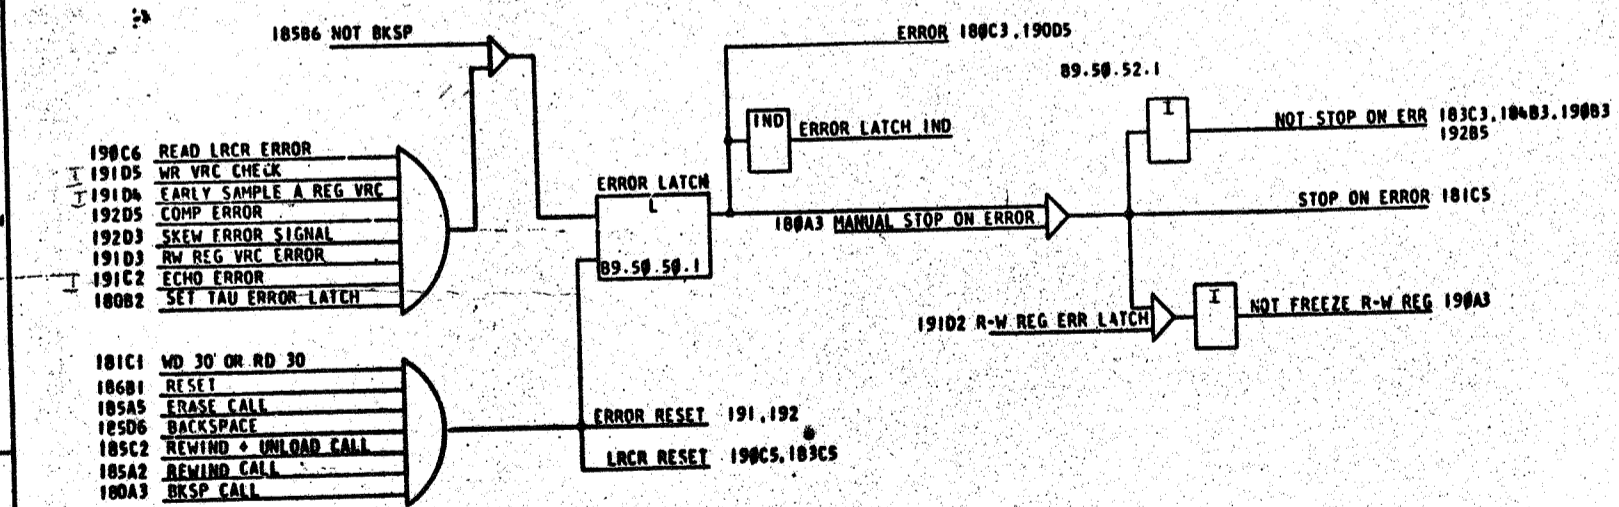 185B6 NOT BKSP
ERROR 180C3,190D5
B9.50.52.1
I
NOT STOP ON ERR 183C3,184B3,190B3
192B5
IND
ERROR LATCH IND
190C6 READ LRCR ERROR
I 191D5 WR VRC CHECK
I 191D4 EARLY SAMPLE A REG VRC
192D5 COMP ERROR
192D3 SKEW ERROR SIGNAL
191D3 RW REG VRC ERROR
I 191C2 ECHO ERROR
180B2 SET TAU ERROR LATCH
ERROR LATCH
L
B9.50.50.1
180A3 MANUAL STOP ON ERROR
STOP ON ERROR 181C5
191D2 R-W REG ERR LATCH
I
NOT FREEZE R-W REG 190A3
181C1 WD 30 OR RD 30
186B1 RESET
185A5 ERASE CALL
185D6 BACKSPACE
185C2 REWIND + UNLOAD CALL
185A2 REWIND CALL
180A3 BKSP CALL
ERROR RESET 191,192
LRCR RESET 190C5,183C5